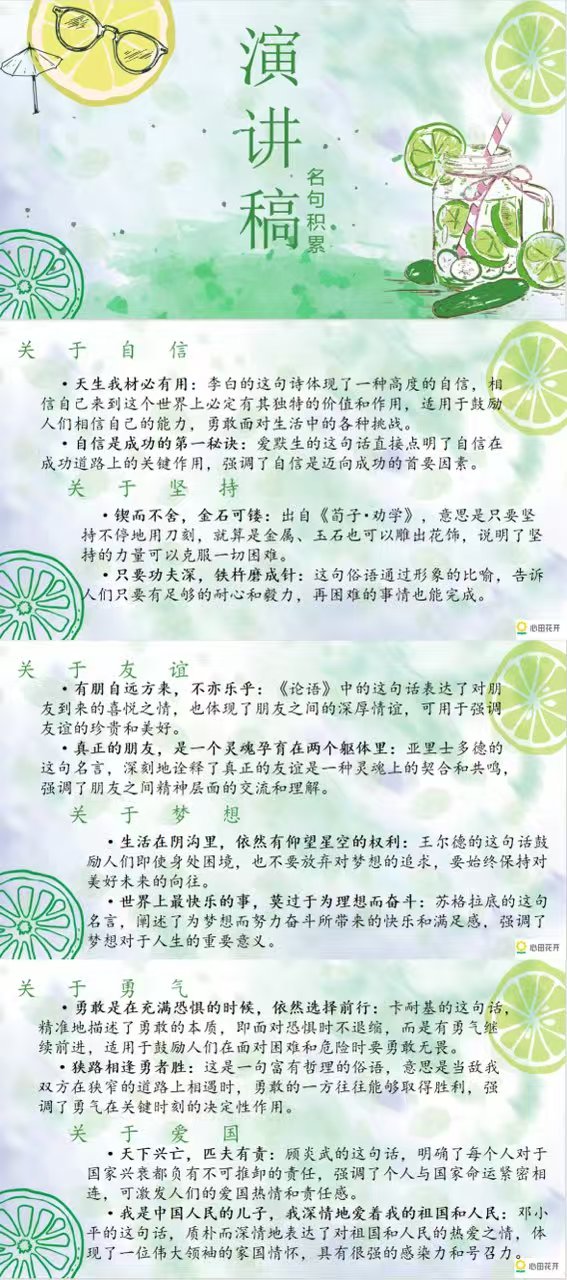 演讲稿
名句积累
关于自信
·天生我材必有用：李白的这句诗体现了一种高度的自信，相
信自己来到这个世界上必定有其独特的价值和作用，适用于鼓励
人们相信自己的能力，勇敢面对生活中的各种挑战。
·自信是成功的第一秘诀：爱默生的这句话直接点明了自信在
成功道路上的关键作用，强调了自信是迈向成功的首要因素。
关于坚持
·锲而不舍，金石可镂：出自《荀子·劝学》，意思是只要坚
持不停地用刀刻，就算是金属、玉石也可以雕出花饰，说明了坚
持的力量可以克服一切困难。
·只要功夫深，铁杵磨成针：这句俗语通过形象的比喻，告诉
人们只要有足够的耐心和毅力，再困难的事情也能完成。
心田花开
关于友谊
·有朋自远方来，不亦乐乎：《论语》中的这句话表达了对朋
友到来的喜悦之情，也体现了朋友之间的深厚情谊，可用于强调
友谊的珍贵和美好。
·真正的朋友，是一个灵魂孕育在两个躯体里：亚里士多德的
这句名言，深刻地诠释了真正的友谊是一种灵魂上的契合和共鸣，
强调了朋友之间精神层面的交流和理解。
关于梦想
·生活在阴沟里，依然有仰望星空的权利：王尔德的这句话鼓
励人们即使身处困境，也不要放弃对梦想的追求，要始终保持对
美好未来的向往。
·世界上最快乐的事，莫过于为理想而奋斗：苏格拉底的这句
名言，阐述了为梦想而努力奋斗所带来的快乐和满足感，强调了
梦想对于人生的重要意义。
心田花开
关于勇气
·勇敢是在充满恐惧的时候，依然选择前行：卡耐基的这句话，
精准地描述了勇敢的本质，即面对恐惧时不退缩，而是有勇气继
续前进，适用于鼓励人们在面对困难和危险时要勇敢无畏。
·狭路相逢勇者胜：这是一句富有哲理的俗语，意思是当敌我
双方在狭窄的道路上相遇时，勇敢的一方往往能够取得胜利，强
调了勇气在关键时刻的决定性作用。
关于爱国
·天下兴亡，匹夫有责：顾炎武的这句话，明确了每个人对于
国家兴衰都负有不可推卸的责任，强调了个人与国家命运紧密相
连，可激发人们的爱国热情和责任感。
·我是中国人民的儿子，我深情地爱着我的祖国和人民：邓小
平的这句话，质朴而深情地表达了对祖国和人民的热爱之情，体
现了一位伟大领袖的家国情怀，具有很强的感染力和号召力。
心田花开